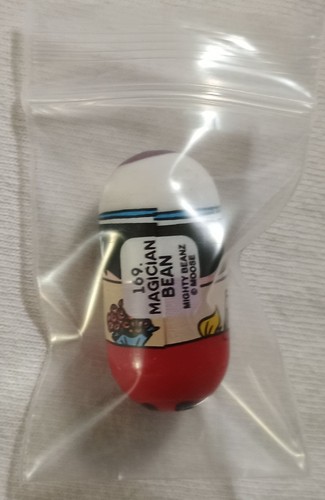 169.
MAGICIAN
BEAN
MIGHTY BEANZ
© MOOSE